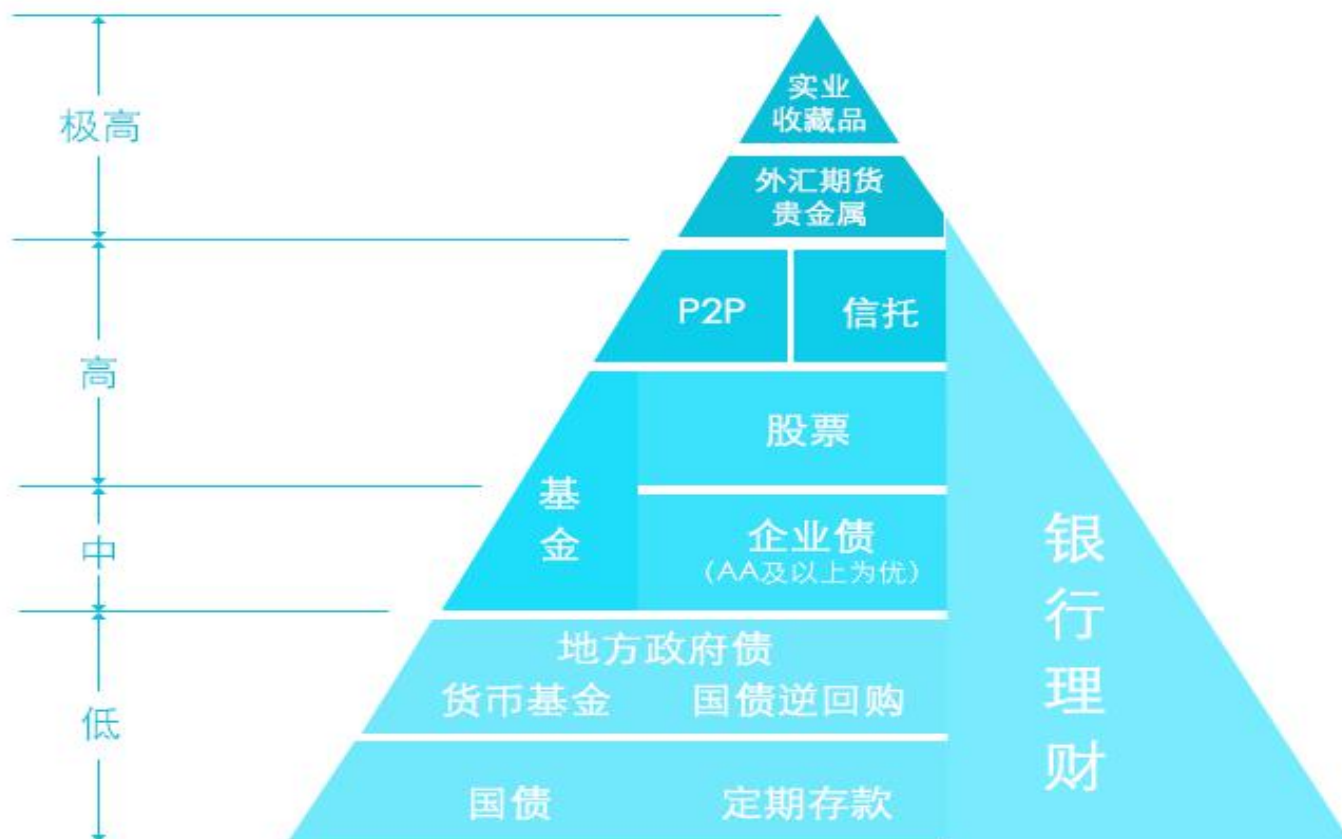 极高
实业
收藏品
外汇期货
贵金属
高
P2P
信托
股票
基金
中
企业债
(AA及以上为优)
银行理财
低
地方政府债
货币基金
国债逆回购
国债
定期存款